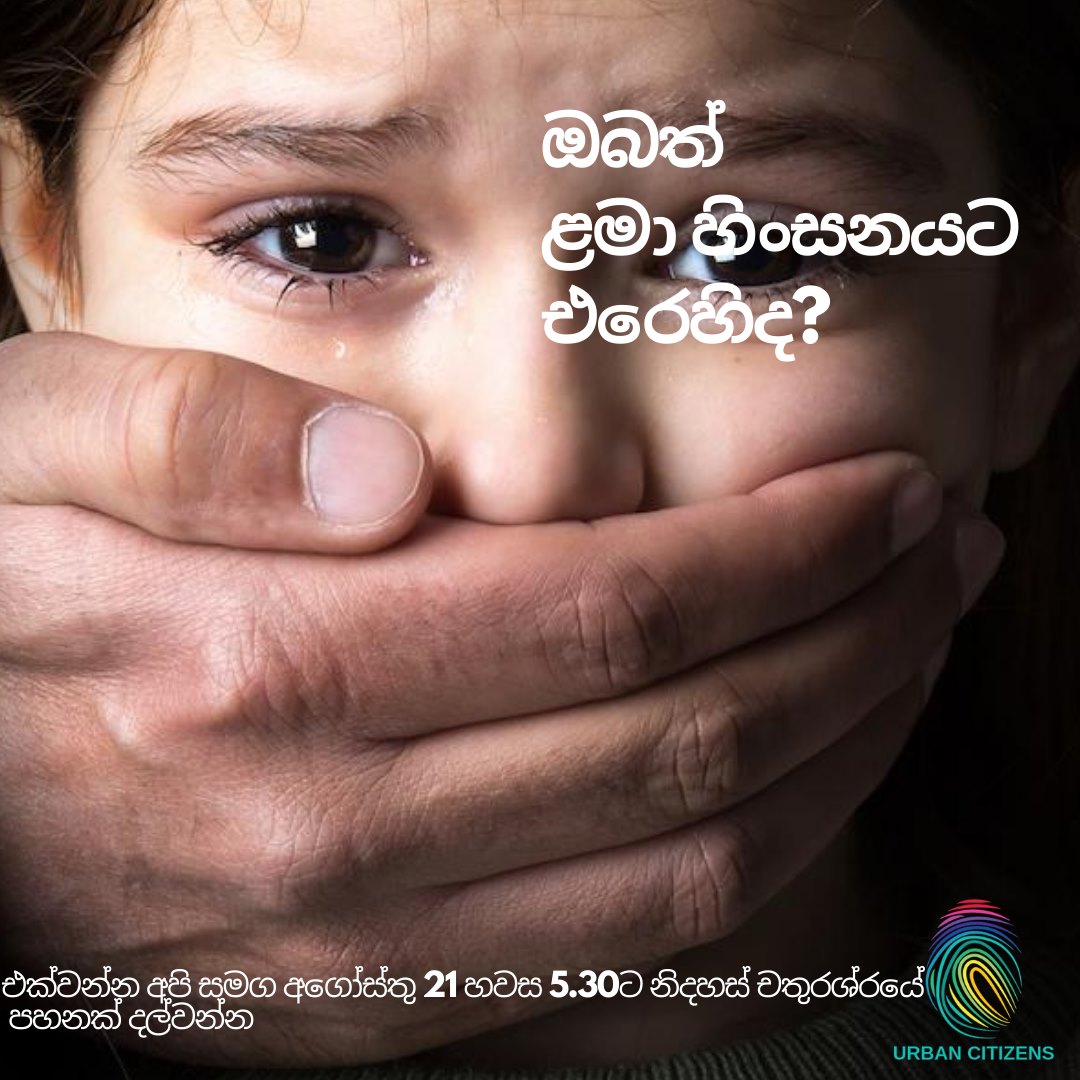 ඔබත්
ළමා හිංසනයට
එරෙහිද?
එක්වන්න අපි සමග අගෝස්තු 21 හවස 5.30ට නිදහස් චතුරශ්රයේ
පහනක් දල්වන්න
URBAN CITIZENS